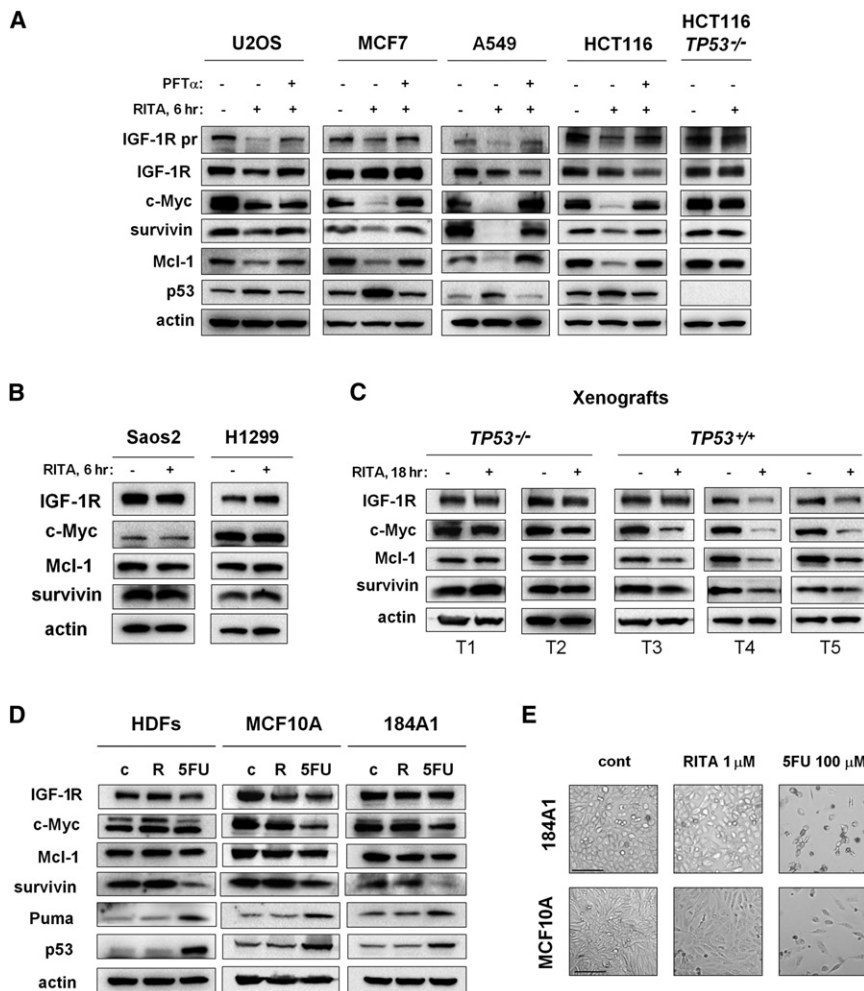 A
U2OS MCF7 A549 HCT116 HCT116 TP53-/-
PFTα: - - + - - + - - + - - +
RITA, 6 hr: - + + - + + - + + - + + - +
IGF-1R pr
IGF-1R
c-Myc
survivin
Mcl-1
p53
actin
B
Saos2 H1299
RITA, 6 hr: - + - +
IGF-1R
c-Myc
Mcl-1
survivin
actin
C
Xenografts
TP53-/- TP53+/+
RITA, 18 hr: - + - + - + - + - +
IGF-1R
c-Myc
Mcl-1
survivin
actin
T1 T2 T3 T4 T5
D
HDFs MCF10A 184A1
c R 5FU c R 5FU c R 5FU
IGF-1R
c-Myc
Mcl-1
survivin
Puma
p53
actin
E
cont RITA 1 µM 5FU 100 µM
184A1
MCF10A